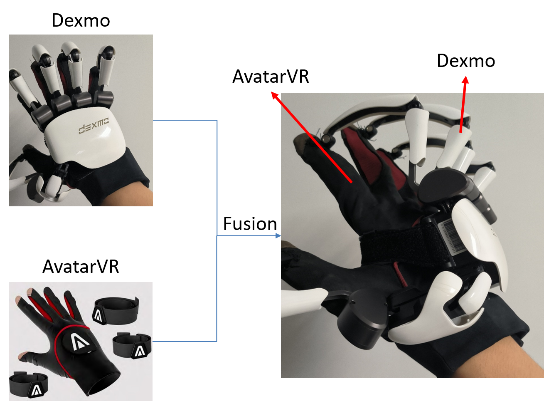 Dexmo
dexmo
AvatarVR
Dexmo
Fusion
AvatarVR